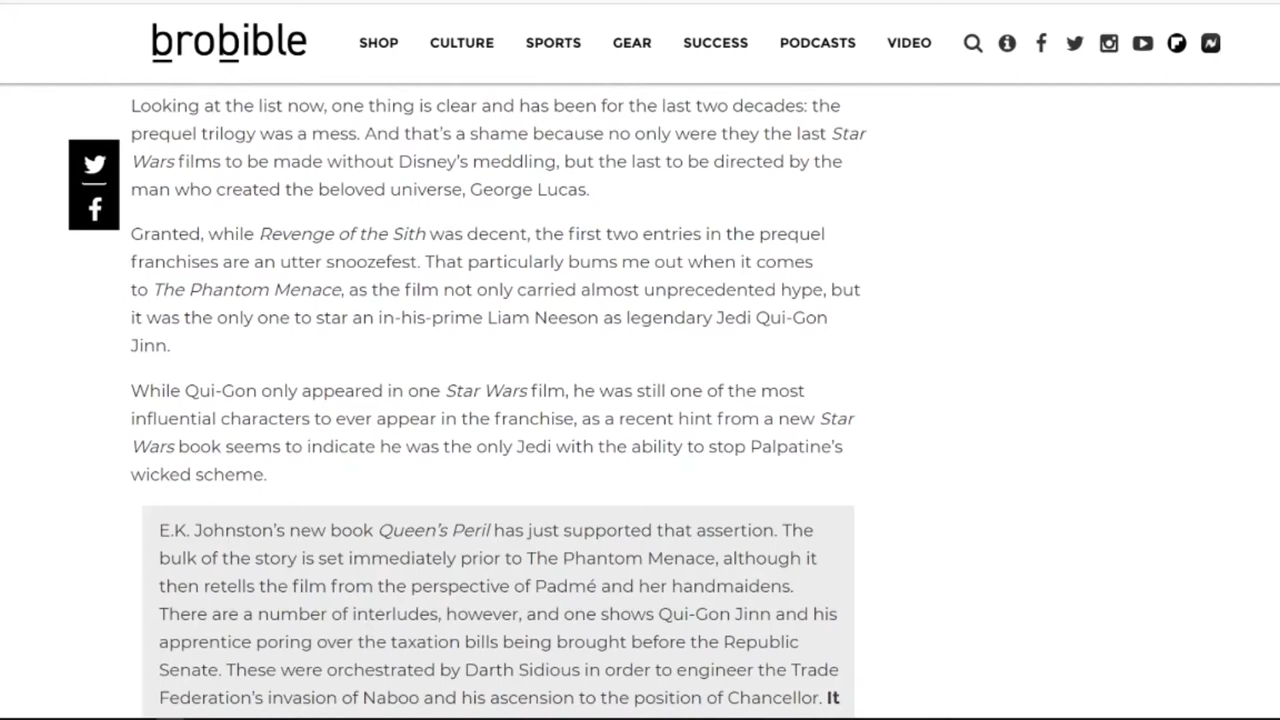 brobible
SHOP CULTURE SPORTS GEAR SUCCESS PODCASTS VIDEO
Looking at the list now, one thing is clear and has been for the last two decades: the
prequel trilogy was a mess. And that's a shame because no only were they the last Star
Wars films to be made without Disney's meddling, but the last to be directed by the
man who created the beloved universe, George Lucas.
Granted, while Revenge of the Sith was decent, the first two entries in the prequel
franchises are an utter snoozefest. That particularly bums me out when it comes
to The Phantom Menace, as the film not only carried almost unprecedented hype, but
it was the only one to star an in-his-prime Liam Neeson as legendary Jedi Qui-Gon
Jinn.
While Qui-Gon only appeared in one Star Wars film, he was still one of the most
influential characters to ever appear in the franchise, as a recent hint from a new Star
Wars book seems to indicate he was the only Jedi with the ability to stop Palpatine's
wicked scheme.
E.K. Johnston's new book Queen's Peril has just supported that assertion. The
bulk of the story is set immediately prior to The Phantom Menace, although it
then retells the film from the perspective of Padmé and her handmaidens.
There are a number of interludes, however, and one shows Qui-Gon Jinn and his
apprentice poring over the taxation bills being brought before the Republic
Senate. These were orchestrated by Darth Sidious in order to engineer the Trade
Federation's invasion of Naboo and his ascension to the position of Chancellor. It